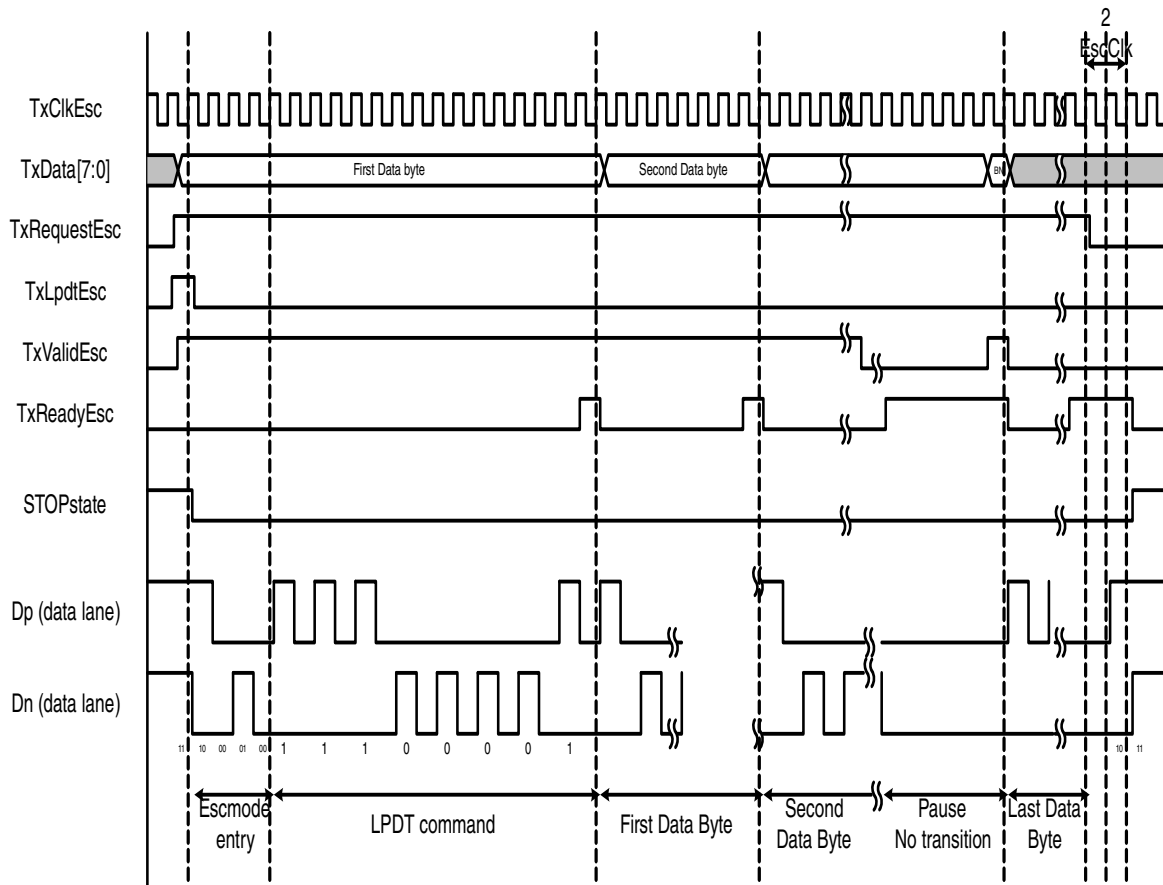 2
EscClk
TxClkEsc
TxData[7:0]
First Data byte
Second Data byte
BN
TxRequestEsc
TxLpdtEsc
TxValidEsc
TxReadyEsc
STOPstate
Dp (data lane)
Dn (data lane)
11 10 00 01 00 1 1 1 0 0 0 0 1 10 11
Escmode
entry
LPDT command
First Data Byte
Second
Data Byte
Pause
No transition
Last Data
Byte